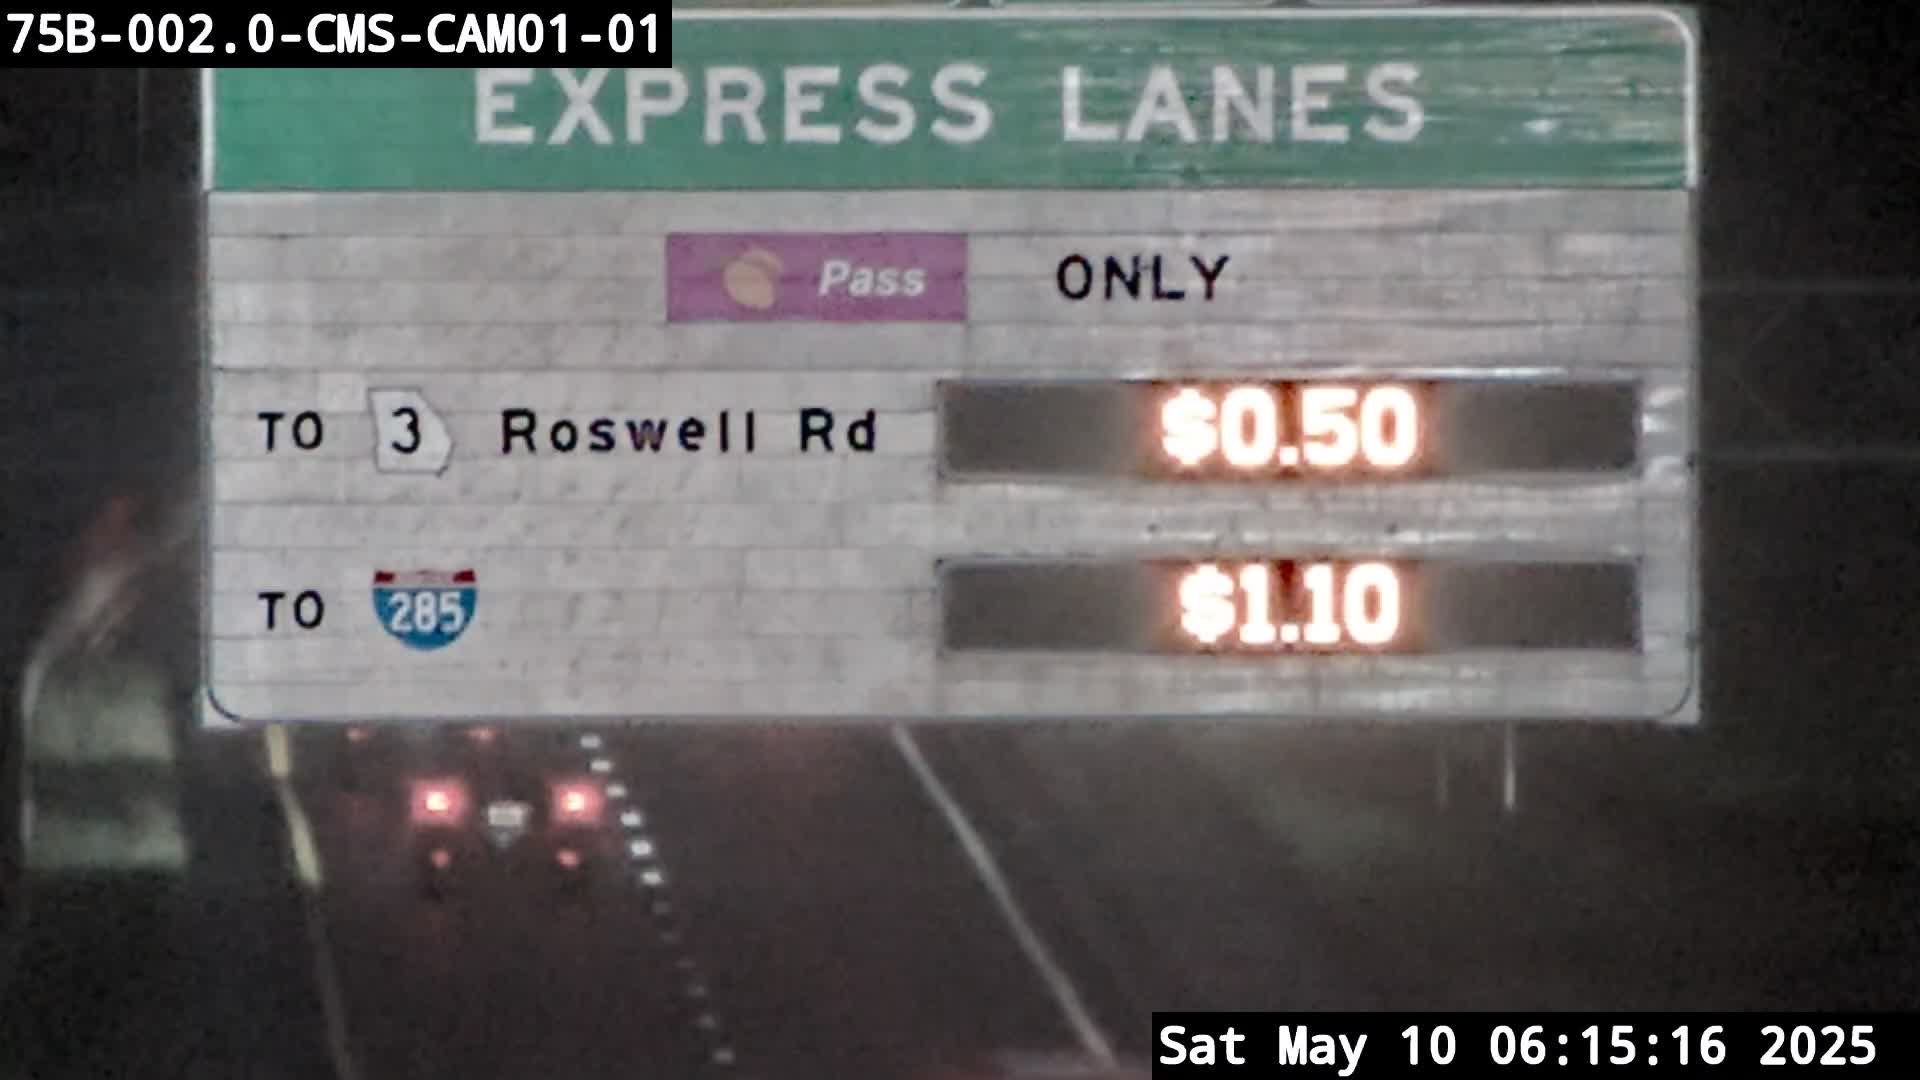 75B-002.0-CMS-CAM01-01
EXPRESS LANES
Pass ONLY
TO 3 Roswell Rd $0.50
TO 285 $1.10
Sat May 10 06:15:16 2025